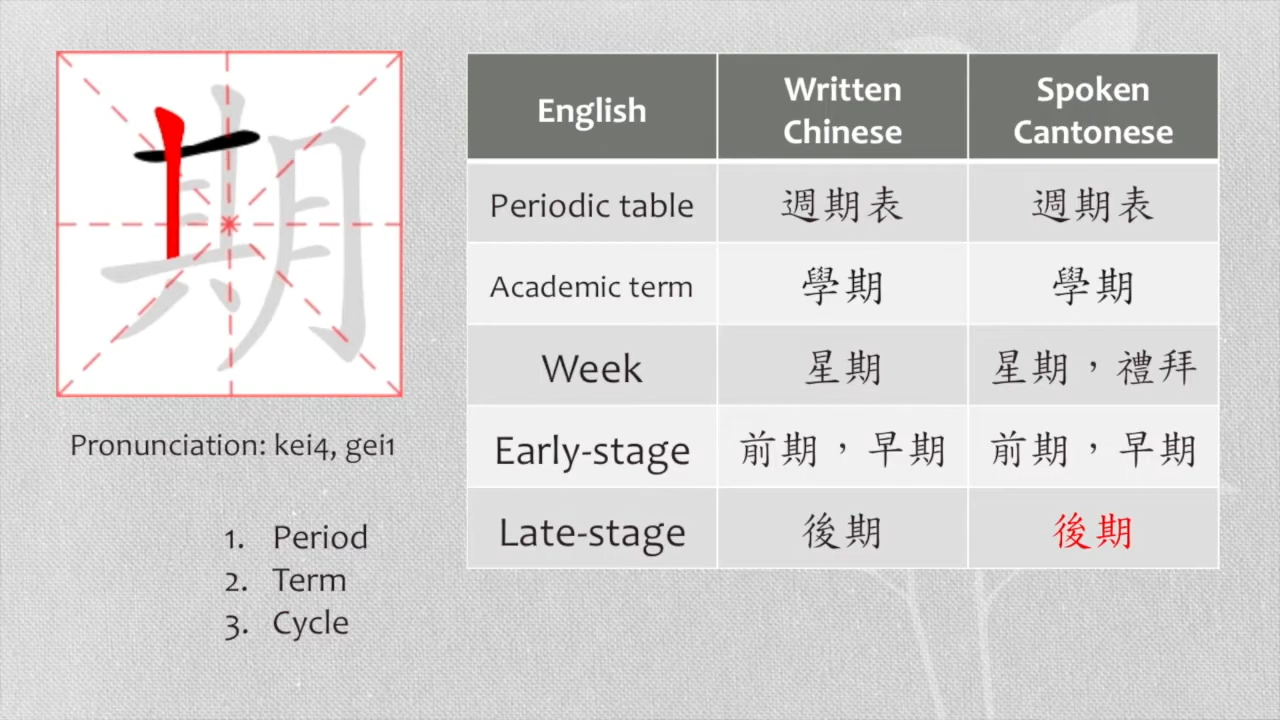 期
Pronunciation: kei4, gei1
1. Period
2. Term
3. Cycle
English
Written
Chinese
Spoken
Cantonese
Periodic table
週期表
週期表
Academic term
學期
學期
Week
星期
星期，禮拜
Early-stage
前期，早期
前期，早期
Late-stage
後期
後期